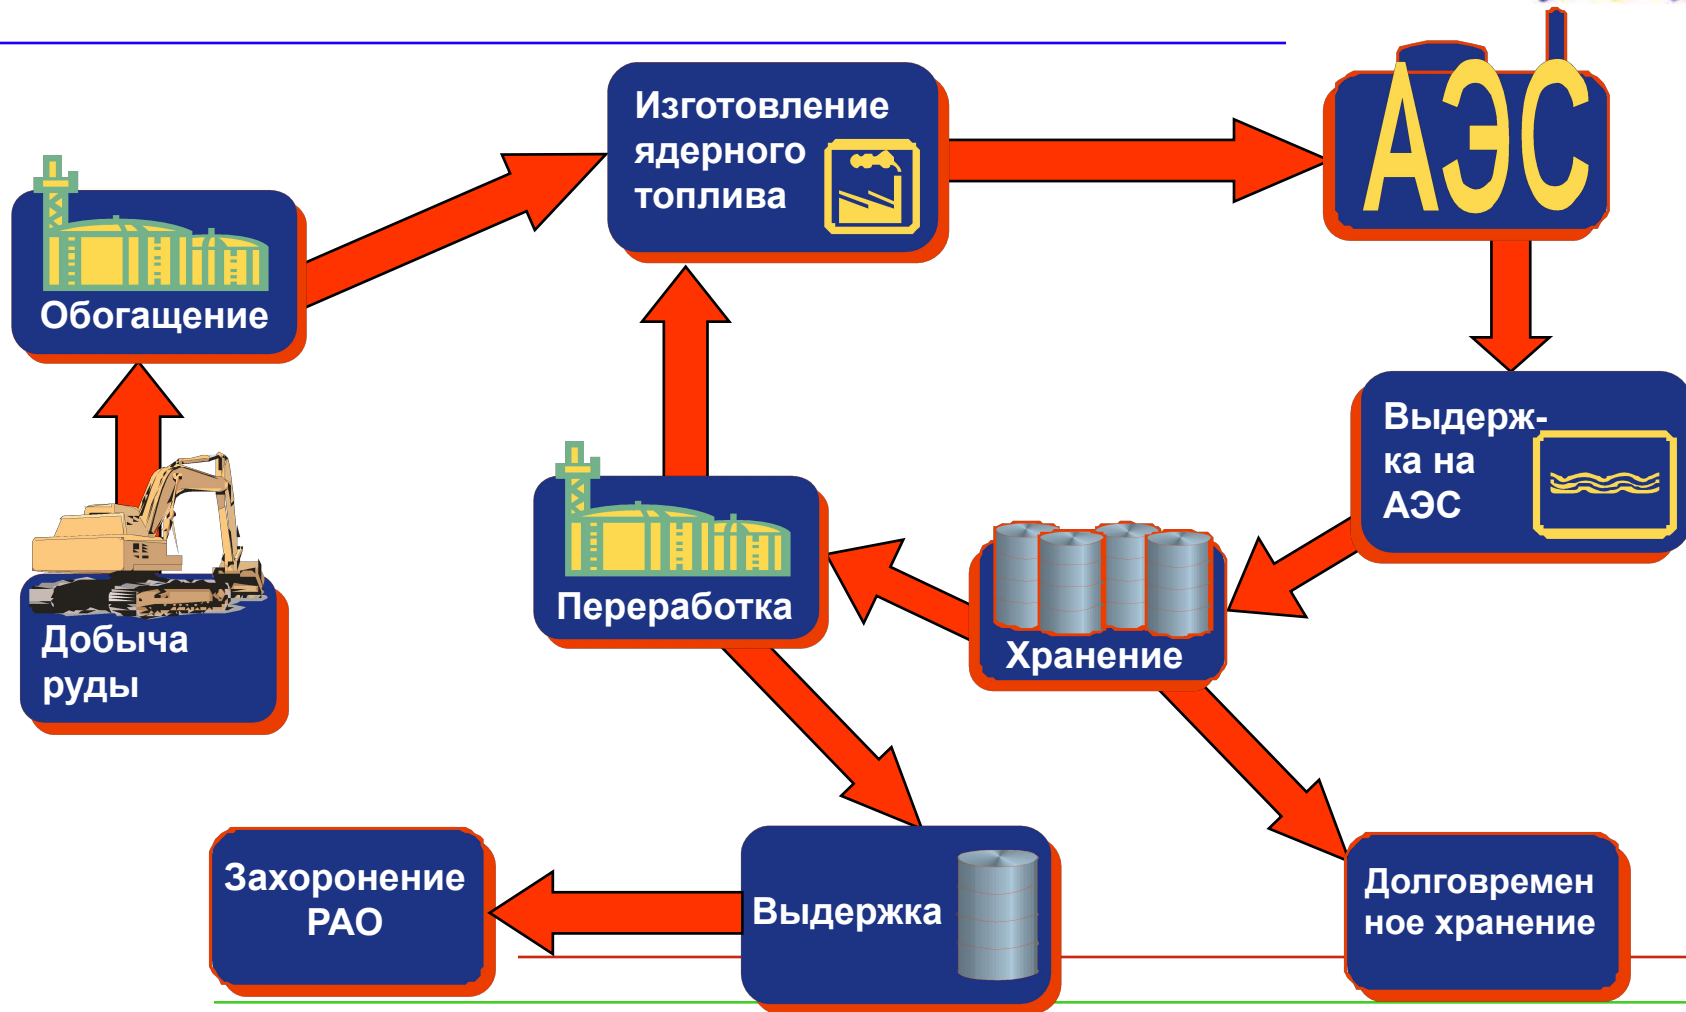 Изготовление
ядерного
топлива
АЭС
Обогащение
Выдерж-
ка на
АЭС
Переработка
Хранение
Добыча
руды
Захоронение
РАО
Выдержка
Долговремен
ное хранение